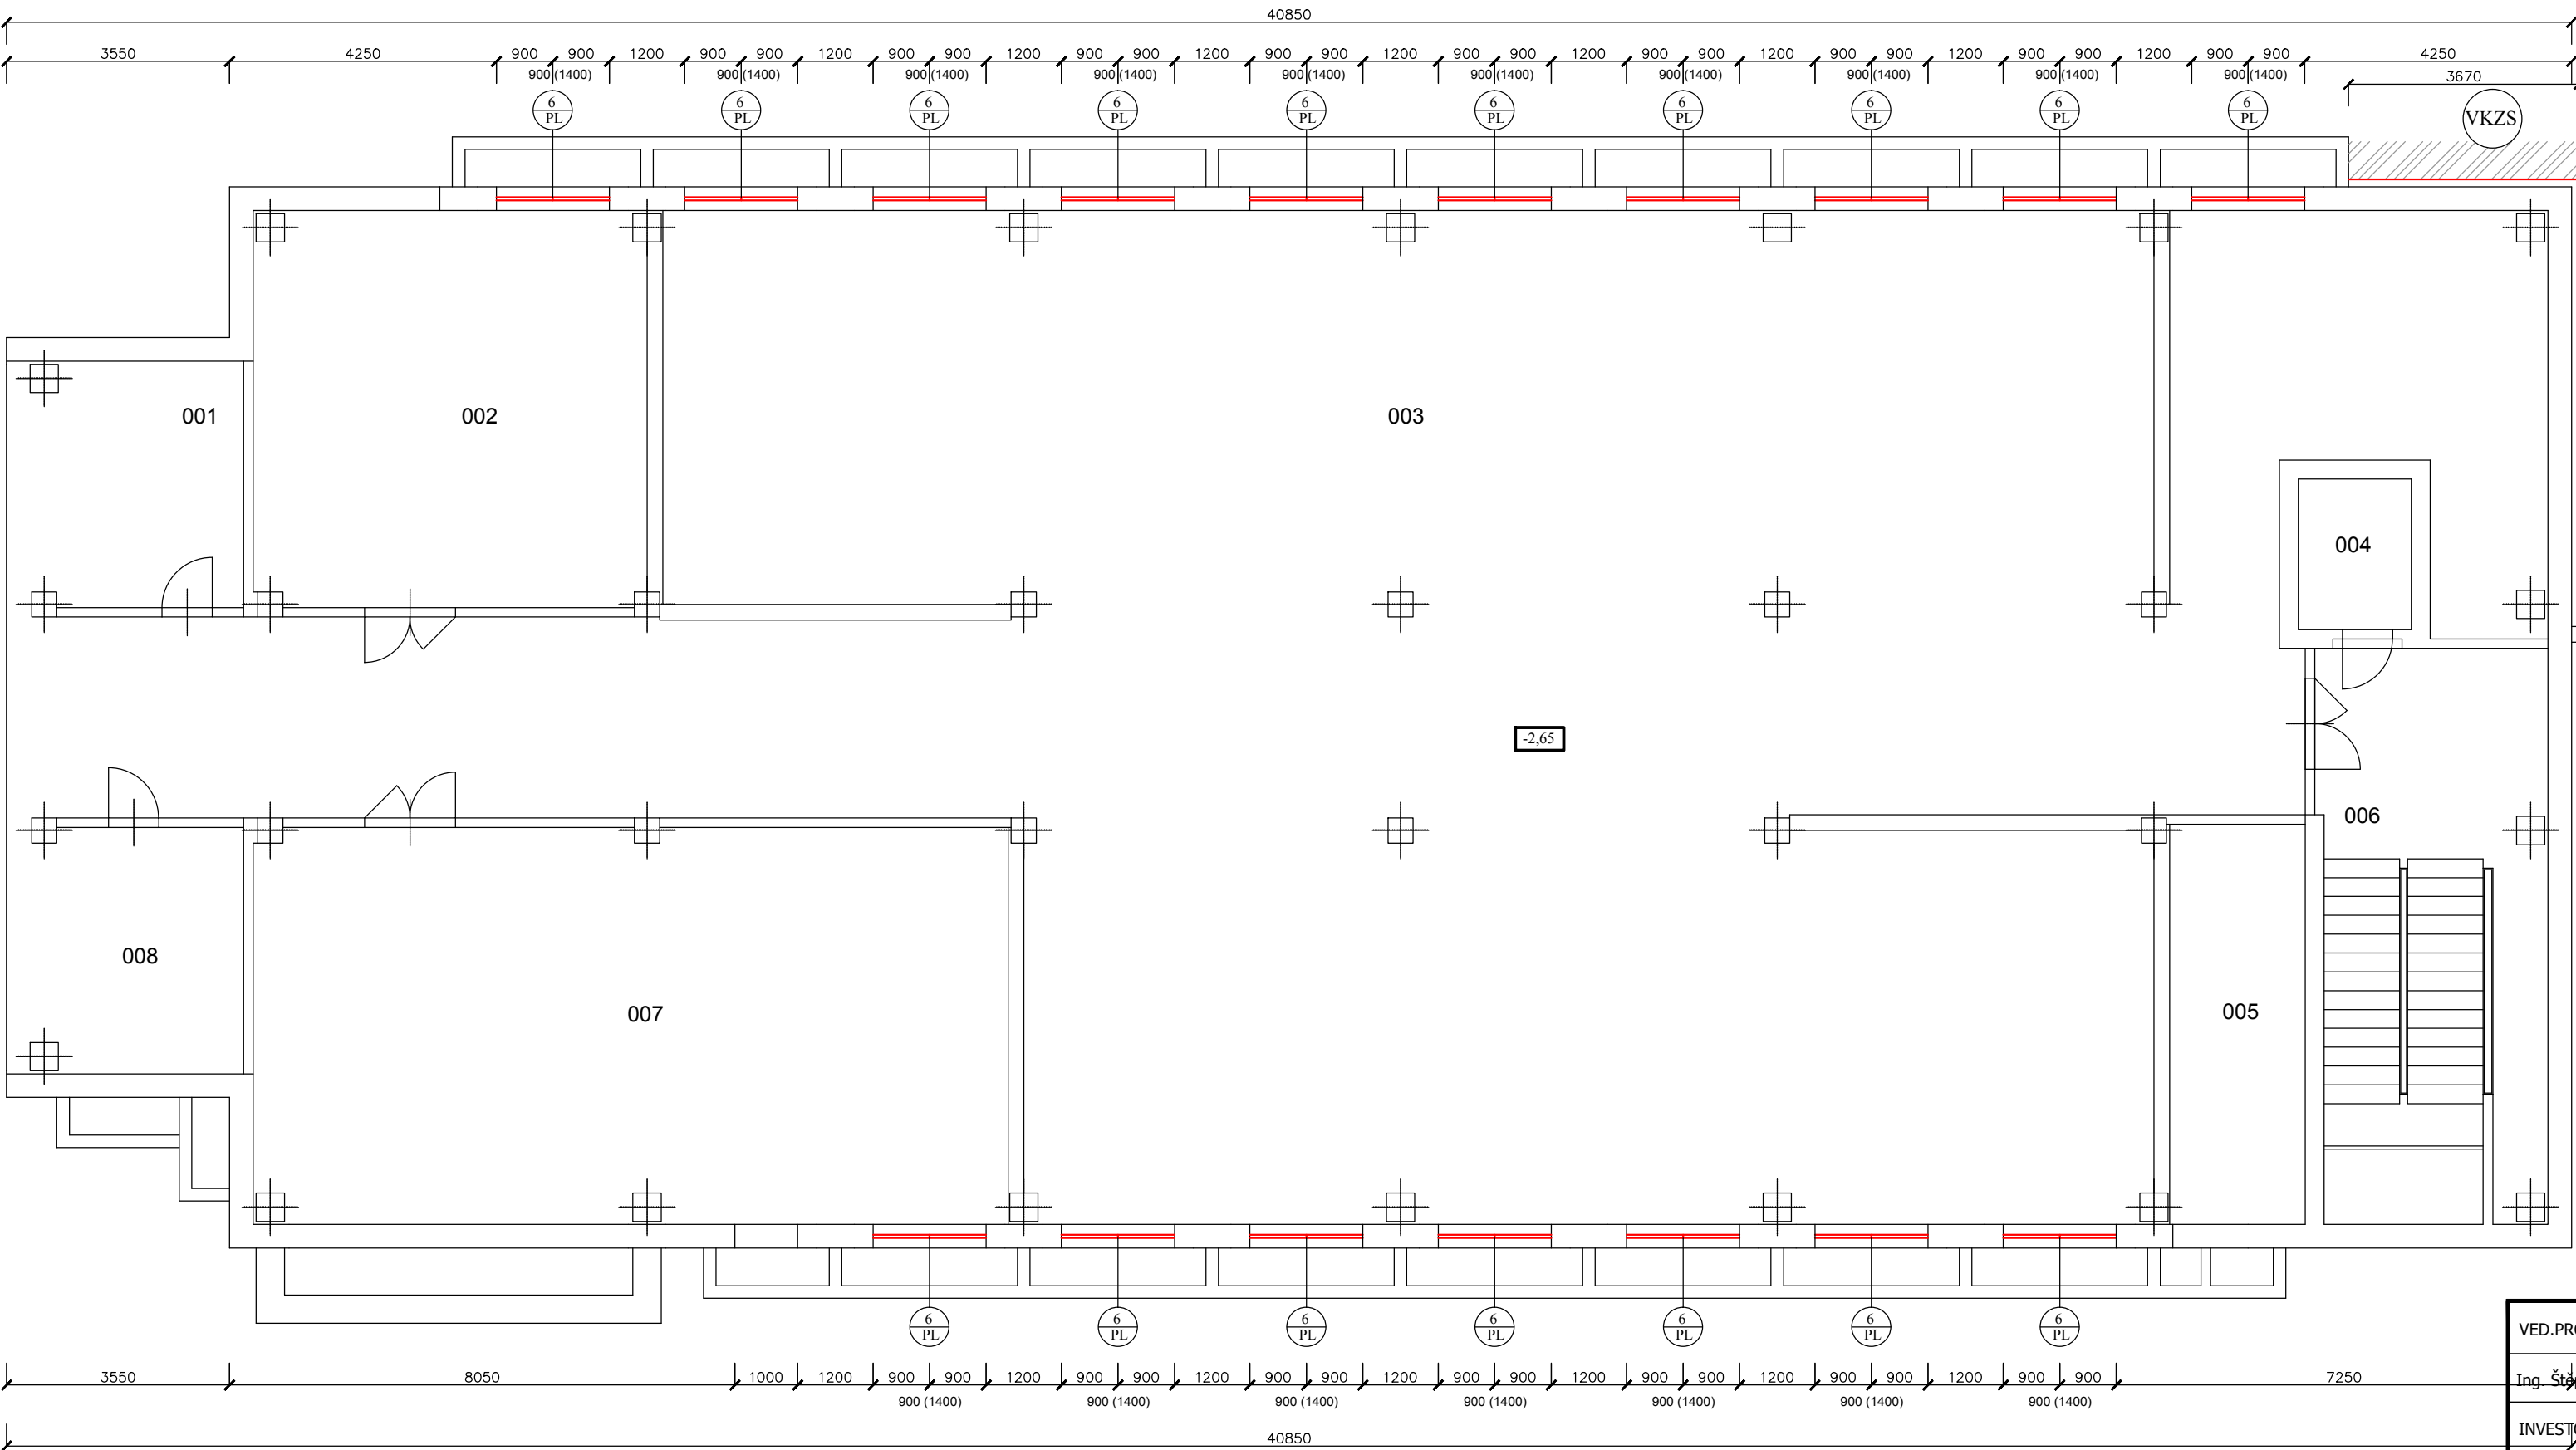 40850
3550 4250 900 900 1200 900 900 1200 900 900 1200 900 900 1200 900 900 1200 900 900 1200 900 900 1200 900 900 1200 900 900 1200 900 900 4250
900 (1400) 900 (1400) 900 (1400) 900 (1400) 900 (1400) 900 (1400) 900 (1400) 900 (1400) 900 (1400) 900 (1400) 3670
6 6 6 6 6 6 6 6 6 6
PL PL PL PL PL PL PL PL PL PL VKZS
001 002 003
004
-2,65
006
008
007 005
6 6 6 6 6 6 6
PL PL PL PL PL PL PL
VED.PRO
3550 8050 1000 1200 900 900 1200 900 900 1200 900 900 1200 900 900 1200 900 900 1200 900 900 1200 900 900 7250
Ing. Ště
900 (1400) 900 (1400) 900 (1400) 900 (1400) 900 (1400) 900 (1400) 900 (1400)
INVEST
40850